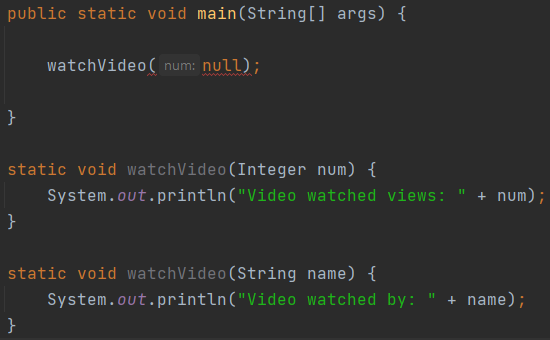 public static void main(String[] args) {
watchVideo( num: null);
}
static void watchVideo(Integer num) {
System.out.println("Video watched views: " + num);
}
static void watchVideo(String name) {
System.out.println("Video watched by: " + name);
}